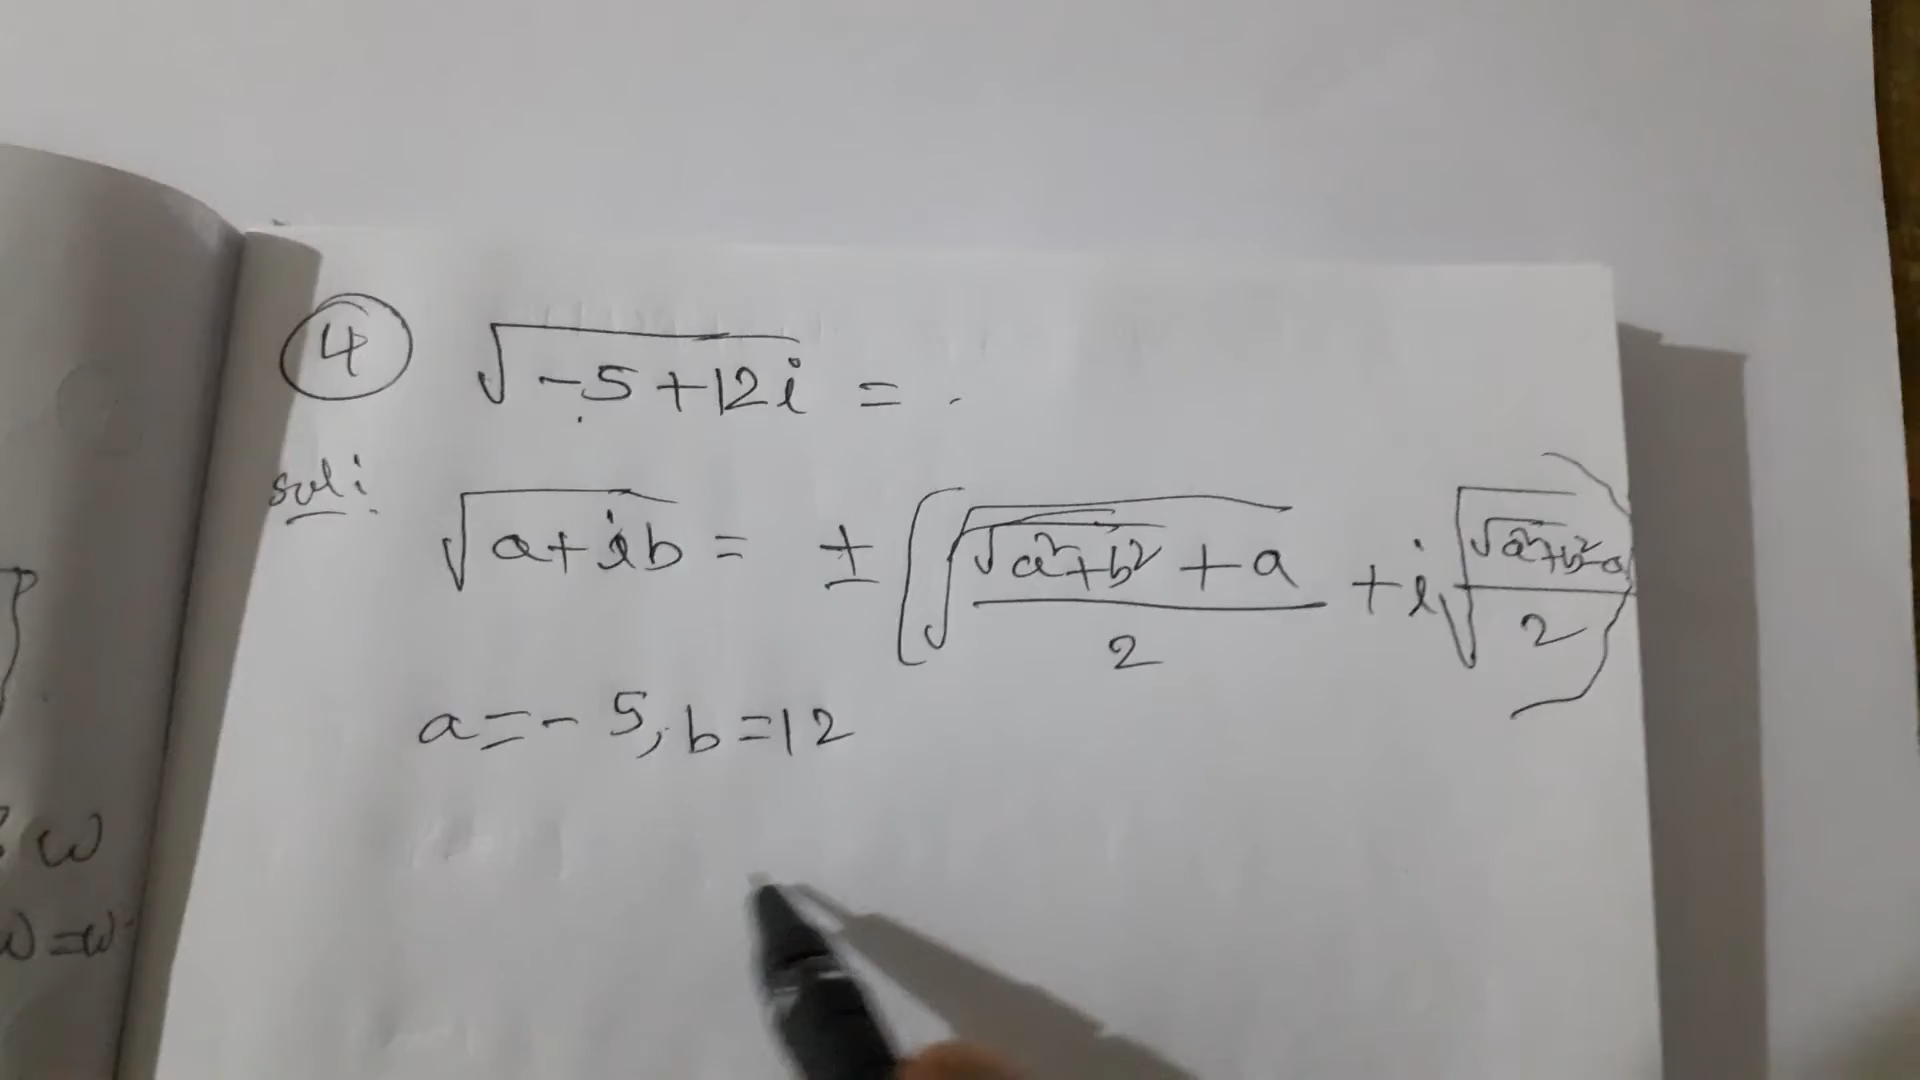 ④ √(-5+12i) =
Sol:
√(a+ib) = ± (√((√(a²+b²)+a)/2) + i√((√(a²+b²)-a)/2))
a=-5, b=12
ω
ω=ω